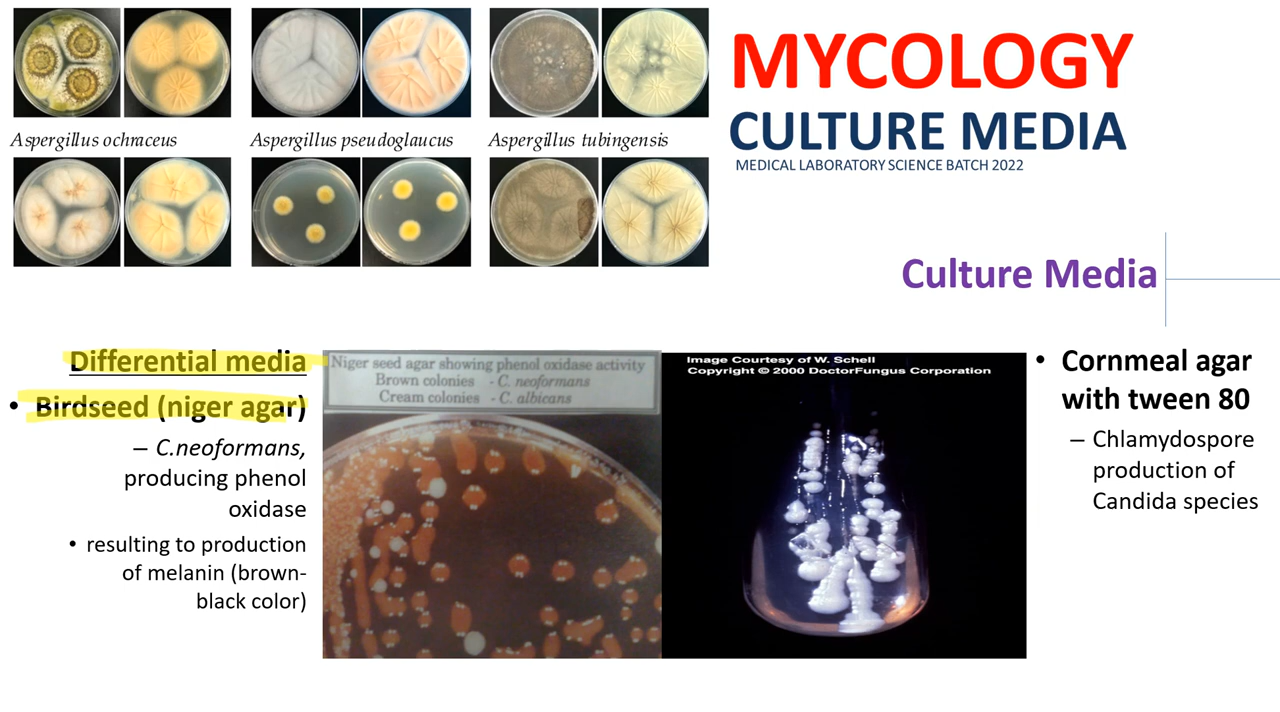 MYCOLOGY
CULTURE MEDIA
MEDICAL LABORATORY SCIENCE BATCH 2022
Aspergillus ochraceus
Aspergillus pseudoglaucus
Aspergillus tubingensis
Culture Media
Differential media
• Birdseed (niger agar)
– C.neoformans,
producing phenol
oxidase
• resulting to production
of melanin (brown-
black color)
Niger seed agar showing phenol oxidase activity
Brown colonies - C. neoformans
Cream colonies - C. albicans
Image Courtesy of W. Schell
Copyright © 2000 DoctorFungus Corporation
• Cornmeal agar
with tween 80
– Chlamydospore
production of
Candida species